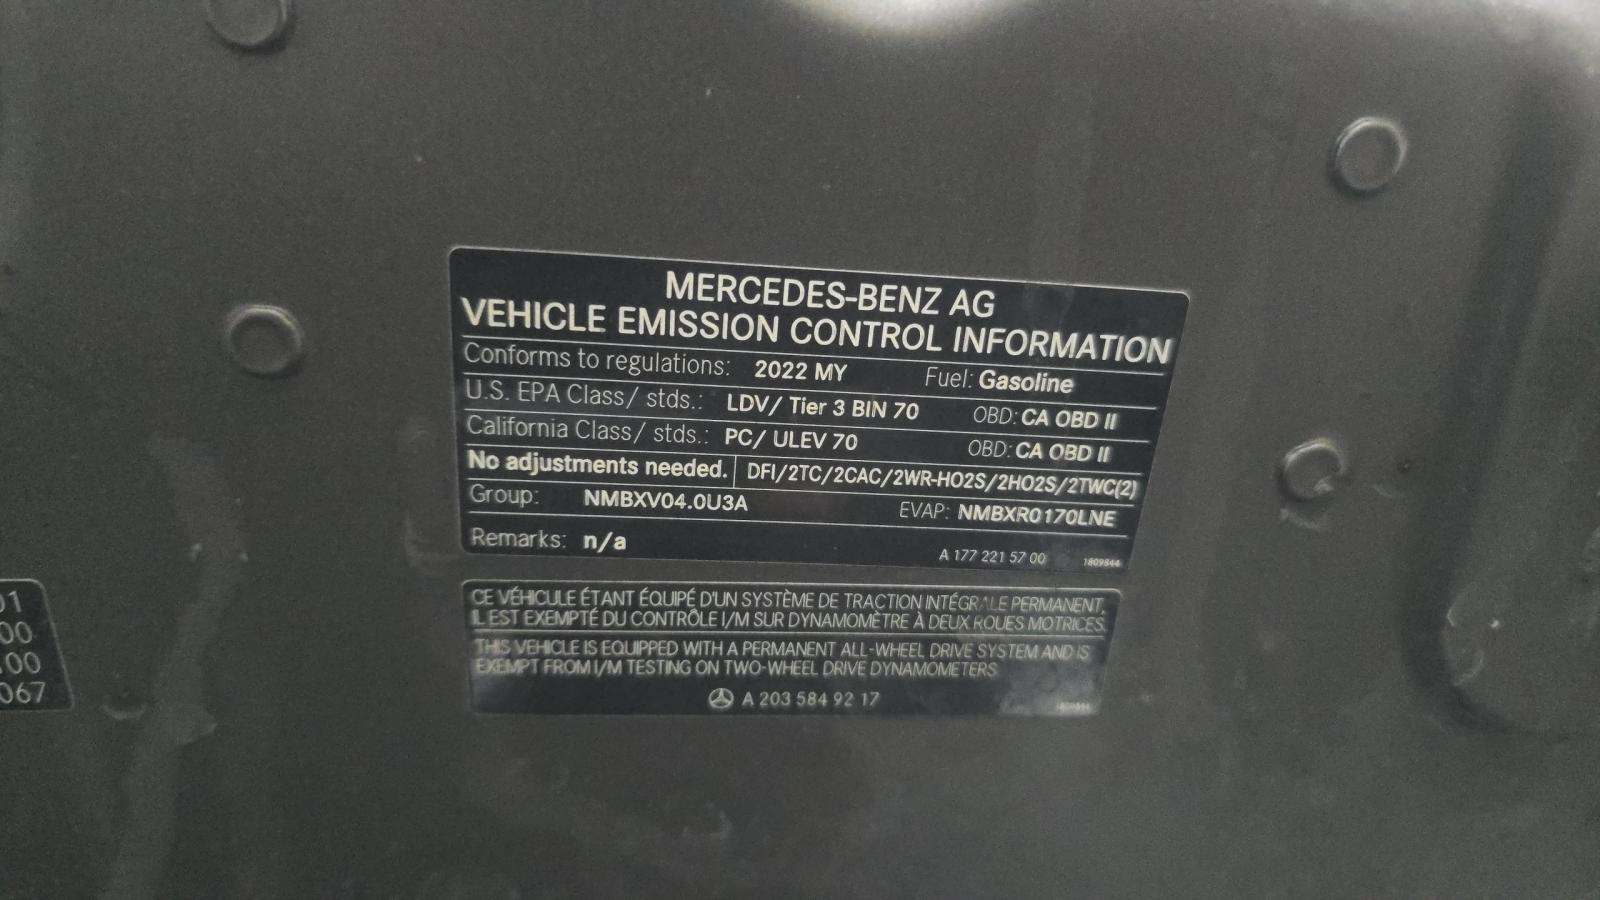 MERCEDES-BENZ AG
VEHICLE EMISSION CONTROL INFORMATION
Conforms to regulations: 2022 MY Fuel: Gasoline
U.S. EPA Class/ stds.: LDV/ Tier 3 BIN 70 OBD: CA OBD II
California Class/ stds.: PC/ ULEV 70 OBD: CA OBD II
No adjustments needed. DFI/2TC/2CAC/2WR-HO2S/2HO2S/2TWC(2)
Group: NMBXV04.0U3A EVAP: NMBXR0170LNE
Remarks: n/a A 177 221 57 00 1809844
CE VÉHICULE ÉTANT ÉQUIPÉ D'UN SYSTÈME DE TRACTION INTÉGRALE PERMANENT,
IL EST EXEMPTÉ DU CONTRÔLE I/M SUR DYNAMOMÈTRE À DEUX ROUES MOTRICES.
THIS VEHICLE IS EQUIPPED WITH A PERMANENT ALL-WHEEL DRIVE SYSTEM AND IS
EXEMPT FROM I/M TESTING ON TWO-WHEEL DRIVE DYNAMOMETERS.
A 203 584 92 17
01
00
.00
067